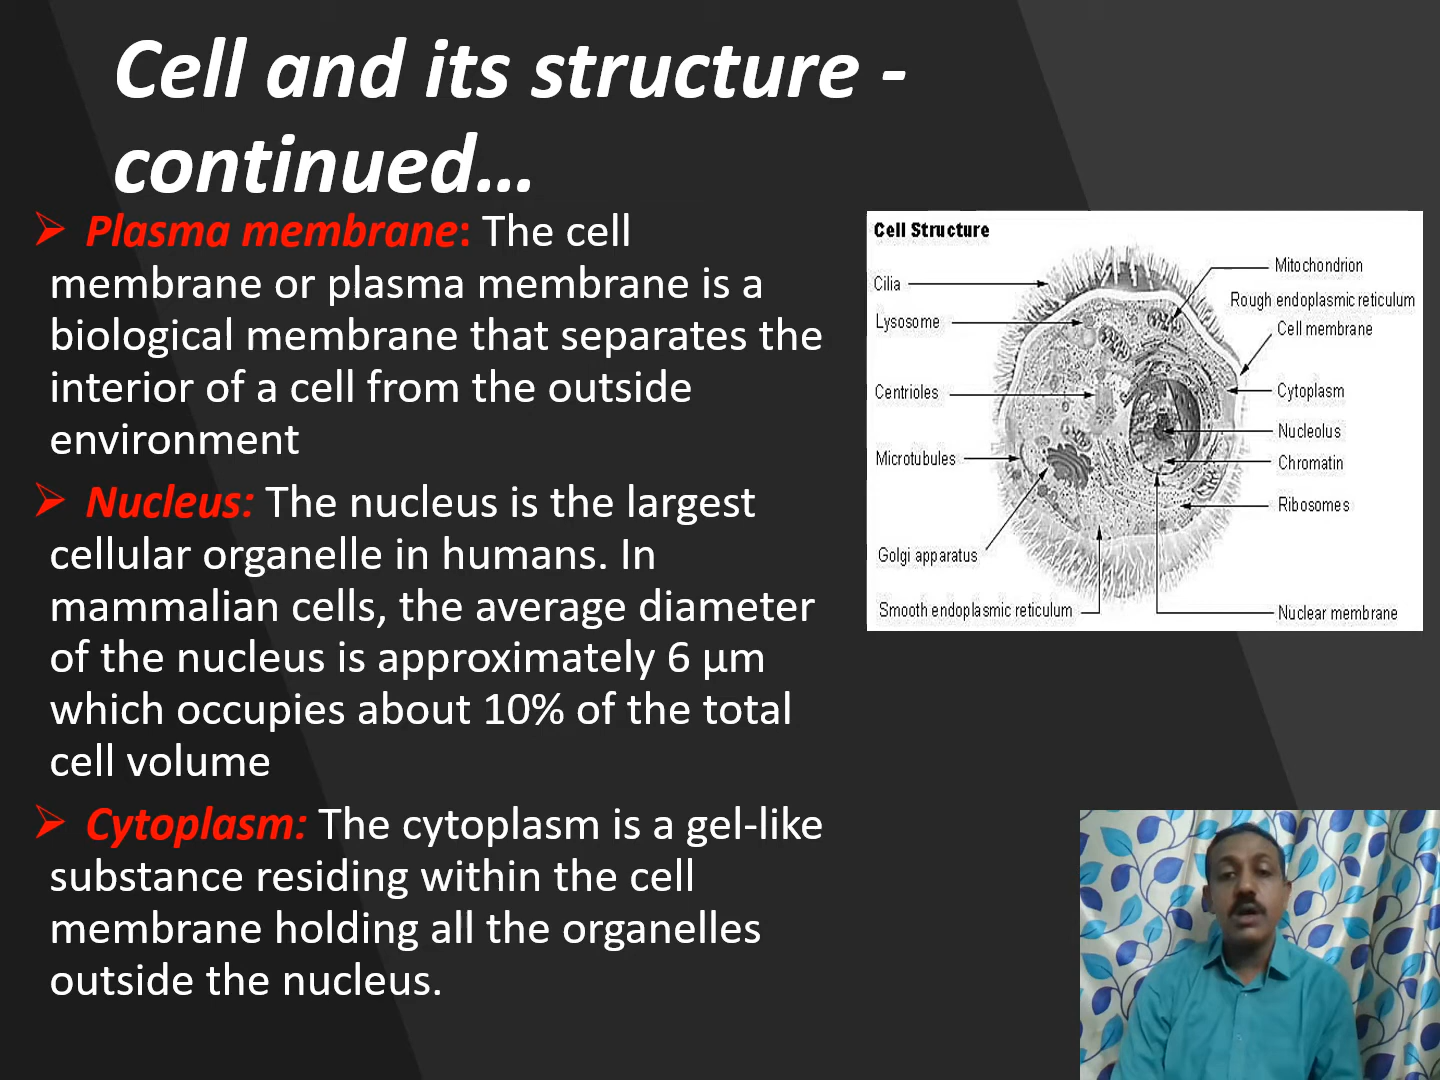 Cell and its structure -
continued...
Plasma membrane: The cell
membrane or plasma membrane is a
biological membrane that separates the
interior of a cell from the outside
environment
Nucleus: The nucleus is the largest
cellular organelle in humans. In
mammalian cells, the average diameter
of the nucleus is approximately 6 μm
which occupies about 10% of the total
cell volume
Cytoplasm: The cytoplasm is a gel-like
substance residing within the cell
membrane holding all the organelles
outside the nucleus.
Cell Structure
Cilia
Lysosome
Centrioles
Microtubules
Golgi apparatus
Smooth endoplasmic reticulum
Mitochondrion
Rough endoplasmic reticulum
Cell membrane
Cytoplasm
Nucleolus
Chromatin
Ribosomes
Nuclear membrane